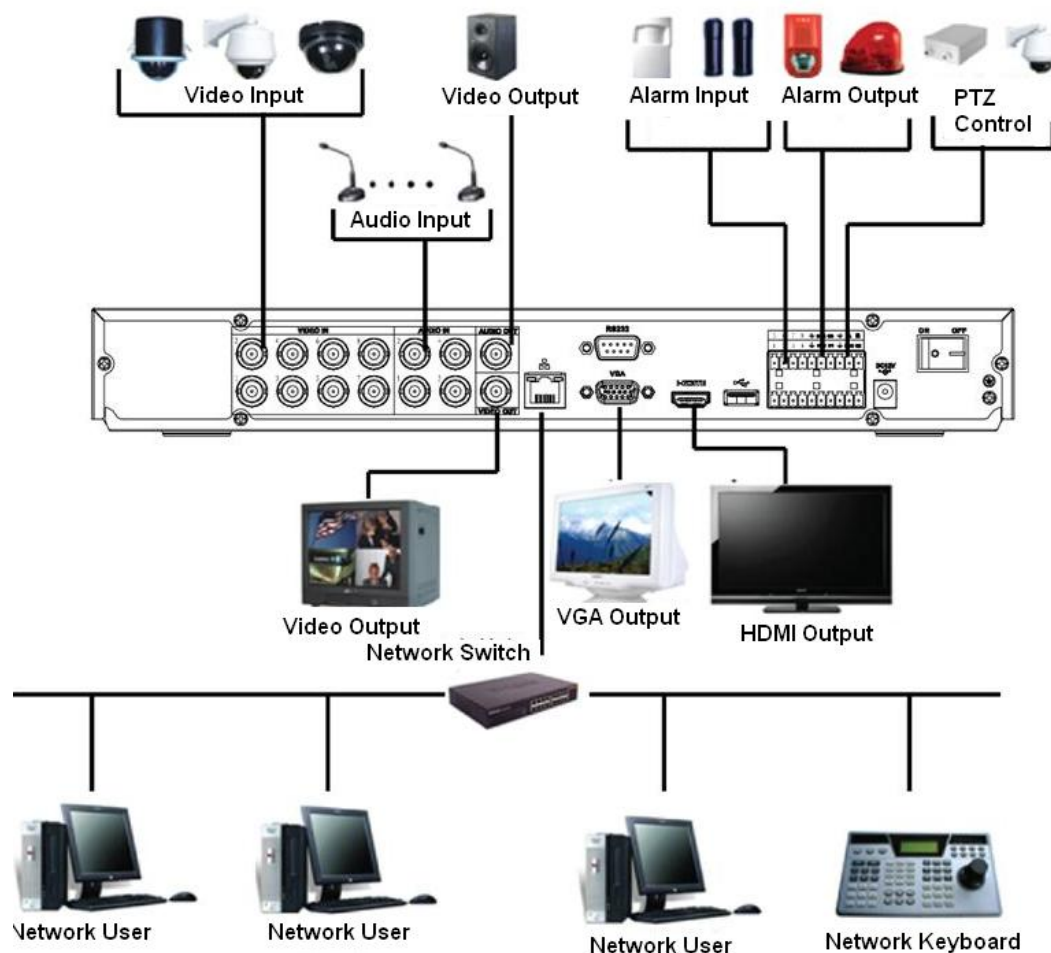 Video Input
Video Output
Alarm Input
Alarm Output
PTZ
Control
Audio Input
VIDEO IN
AUDIO IN
AUDIO OUT
RS232
ON
OFF
VGA
DC12V
VIDEO OUT
Video Output
VGA Output
HDMI Output
Network Switch
Network User
Network User
Network User
Network Keyboard